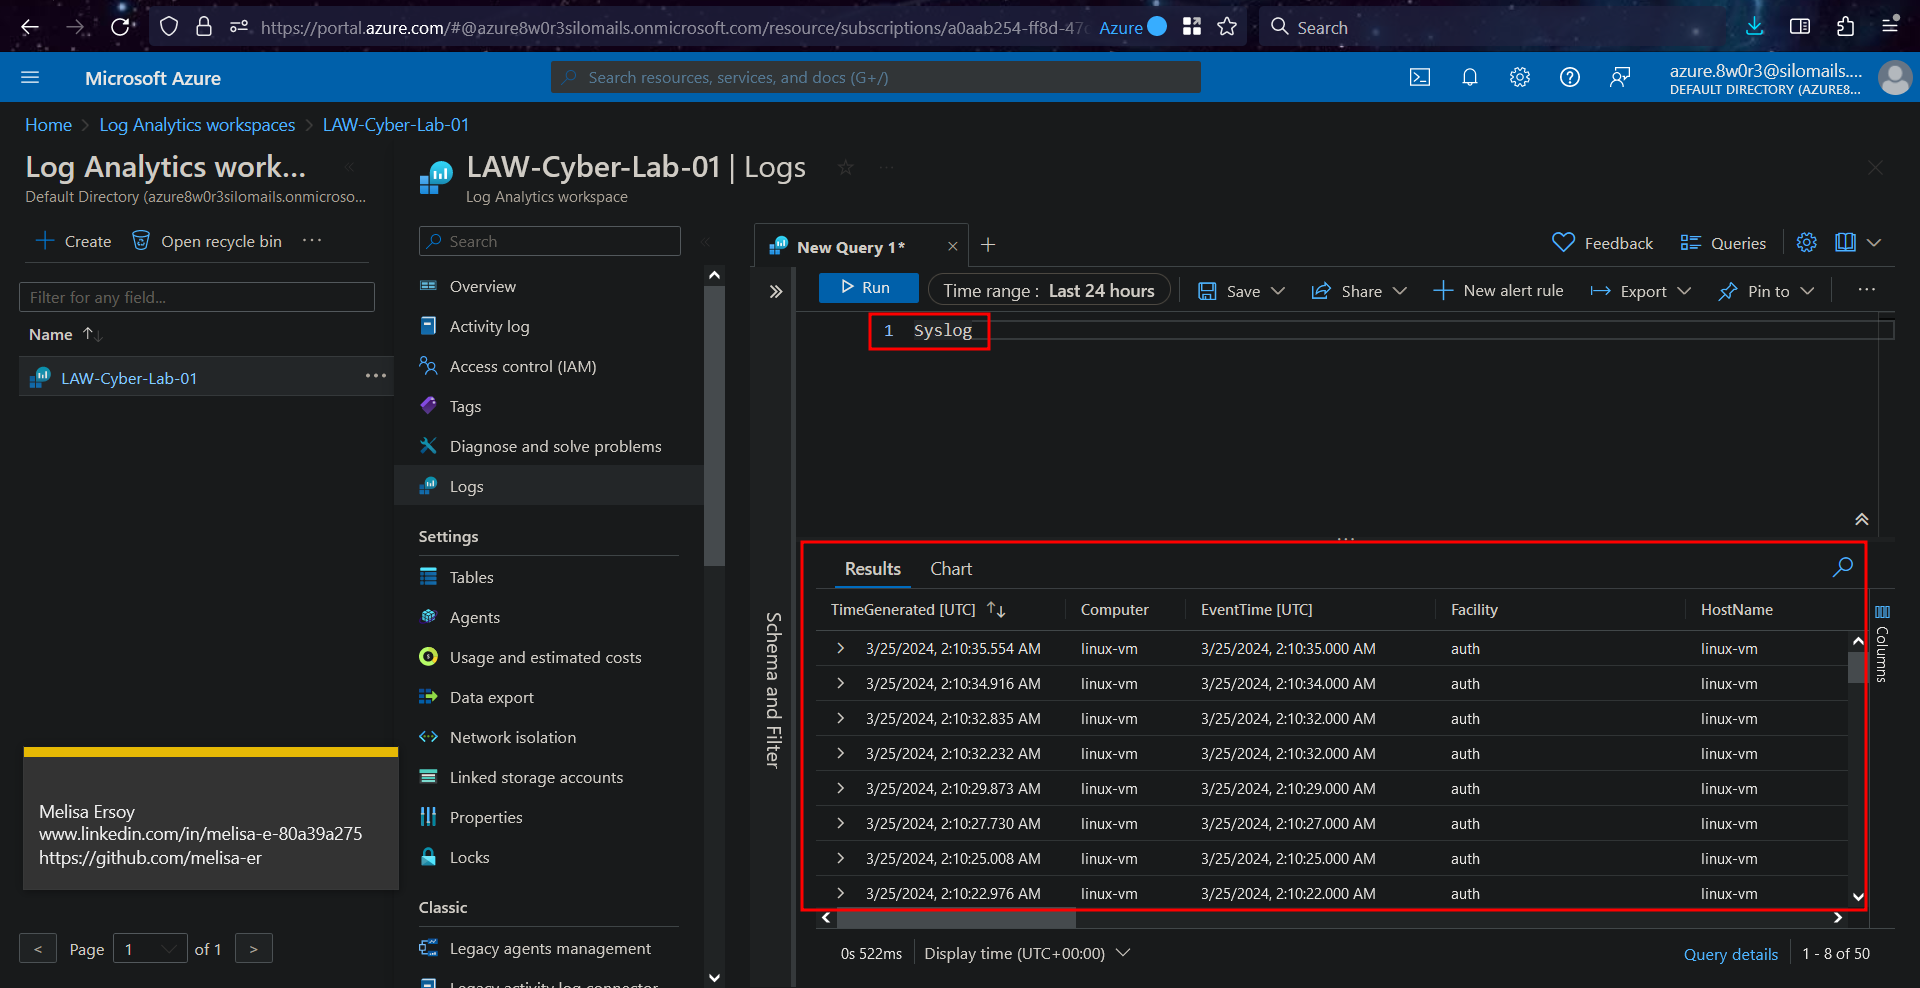 https://portal.azure.com/#@azure8w0r3silomails.onmicrosoft.com/resource/subscriptions/a0aab254-ff8d-47 Azure Search
Microsoft Azure
Search resources, services, and docs (G+/)
azure.8w0r3@silomails....
DEFAULT DIRECTORY (AZURE8...
Home > Log Analytics workspaces > LAW-Cyber-Lab-01
Log Analytics work...
Default Directory (azure8w0r3silomails.onmicroso...
Create Open recycle bin ...
Filter for any field...
Name
LAW-Cyber-Lab-01 ...
Melisa Ersoy
www.linkedin.com/in/melisa-e-80a39a275
https://github.com/melisa-er
< Page 1 of 1 >
LAW-Cyber-Lab-01 | Logs
Log Analytics workspace
Search
Overview
Activity log
Access control (IAM)
Tags
Diagnose and solve problems
Logs
Settings
Tables
Agents
Usage and estimated costs
Data export
Network isolation
Linked storage accounts
Properties
Locks
Classic
Legacy agents management
Legacy activity log connector
New Query 1*
Feedback Queries
Run Time range : Last 24 hours Save Share New alert rule Export Pin to ...
1 Syslog
Schema and Filter
Results Chart
TimeGenerated [UTC] Computer EventTime [UTC] Facility HostName
3/25/2024, 2:10:35.554 AM linux-vm 3/25/2024, 2:10:35.000 AM auth linux-vm
3/25/2024, 2:10:34.916 AM linux-vm 3/25/2024, 2:10:34.000 AM auth linux-vm
3/25/2024, 2:10:32.835 AM linux-vm 3/25/2024, 2:10:32.000 AM auth linux-vm
3/25/2024, 2:10:32.232 AM linux-vm 3/25/2024, 2:10:32.000 AM auth linux-vm
3/25/2024, 2:10:29.873 AM linux-vm 3/25/2024, 2:10:29.000 AM auth linux-vm
3/25/2024, 2:10:27.730 AM linux-vm 3/25/2024, 2:10:27.000 AM auth linux-vm
3/25/2024, 2:10:25.008 AM linux-vm 3/25/2024, 2:10:25.000 AM auth linux-vm
3/25/2024, 2:10:22.976 AM linux-vm 3/25/2024, 2:10:22.000 AM auth linux-vm
Columns
0s 522ms Display time (UTC+00:00) Query details 1 - 8 of 50